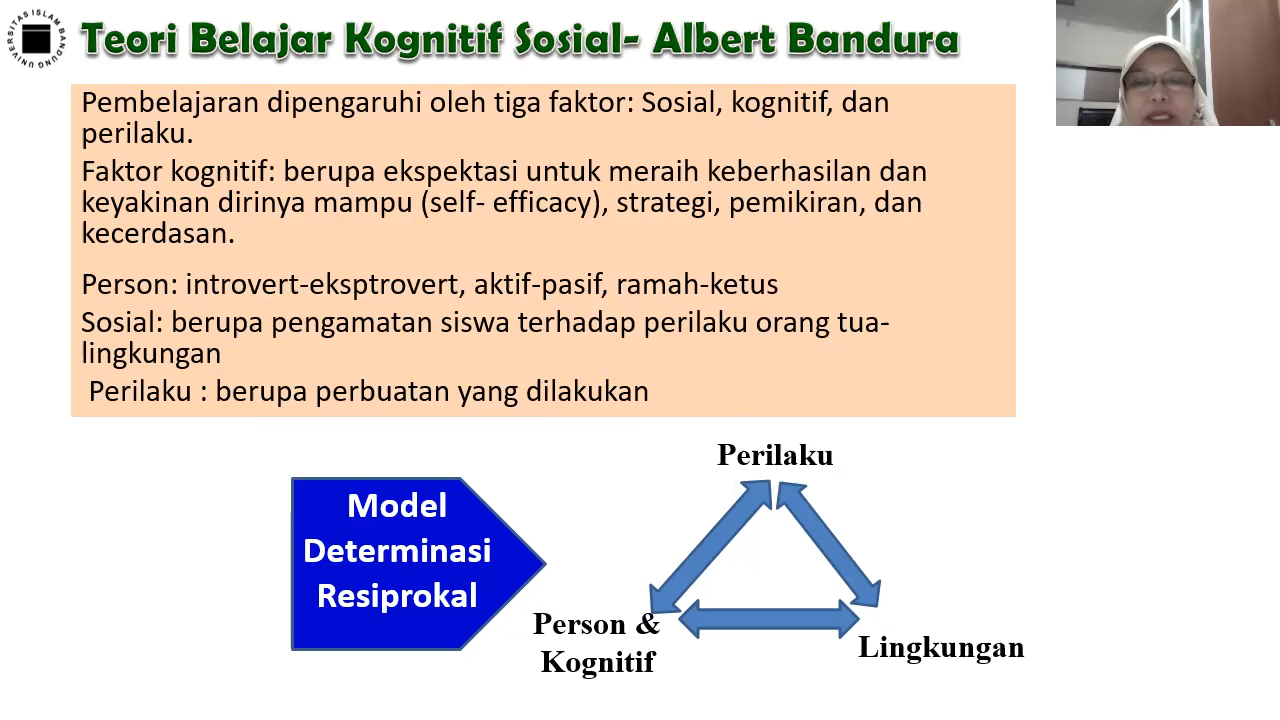 UNIVERSITAS ISLAM BANDUNG
Teori Belajar Kognitif Sosial- Albert Bandura
Pembelajaran dipengaruhi oleh tiga faktor: Sosial, kognitif, dan
perilaku.
Faktor kognitif: berupa ekspektasi untuk meraih keberhasilan dan
keyakinan dirinya mampu (self- efficacy), strategi, pemikiran, dan
kecerdasan.
Person: introvert-eksptrovert, aktif-pasif, ramah-ketus
Sosial: berupa pengamatan siswa terhadap perilaku orang tua-
lingkungan
Perilaku : berupa perbuatan yang dilakukan
Model
Determinasi
Resiprokal
Perilaku
Person &
Kognitif
Lingkungan